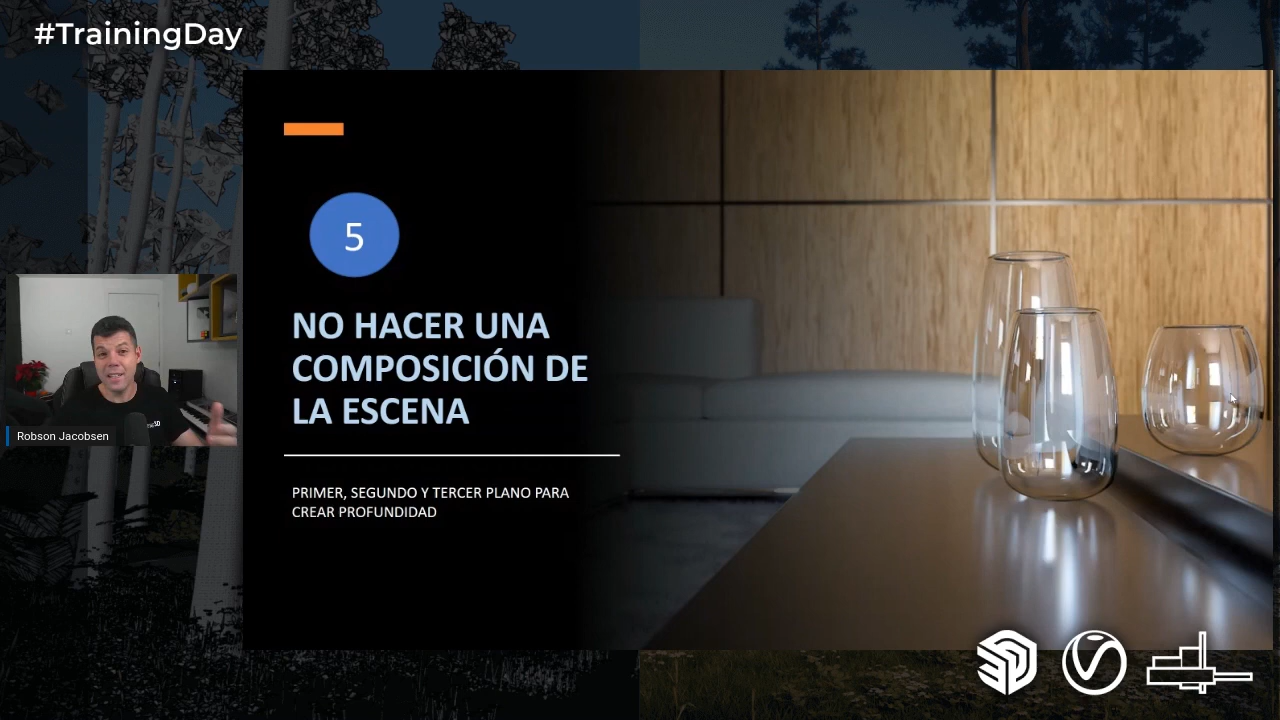 #TrainingDay
5
NO HACER UNA
COMPOSICIÓN DE
LA ESCENA
PRIMER, SEGUNDO Y TERCER PLANO PARA
CREAR PROFUNDIDAD
Robson Jacobsen